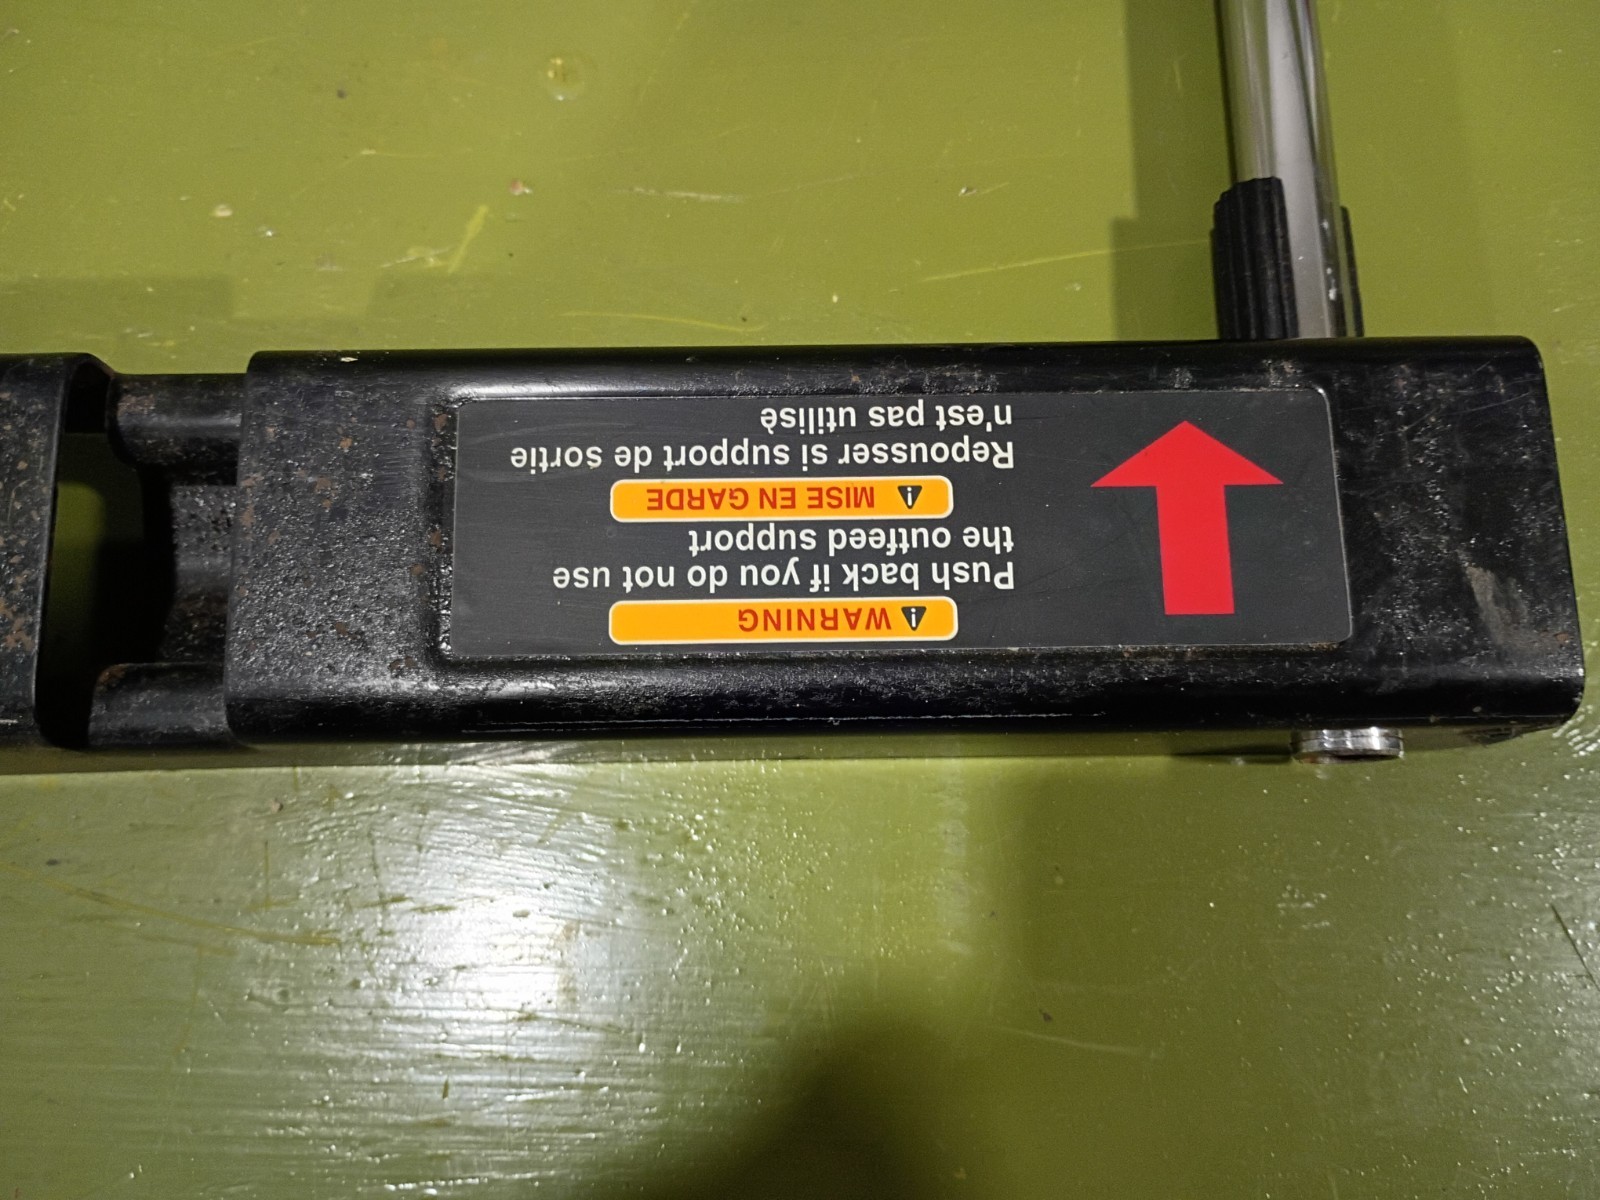 WARNING
Push back if you do not use
the outfeed support
MISE EN GARDE
Repousser si support de sortie
n'est pas utilisè